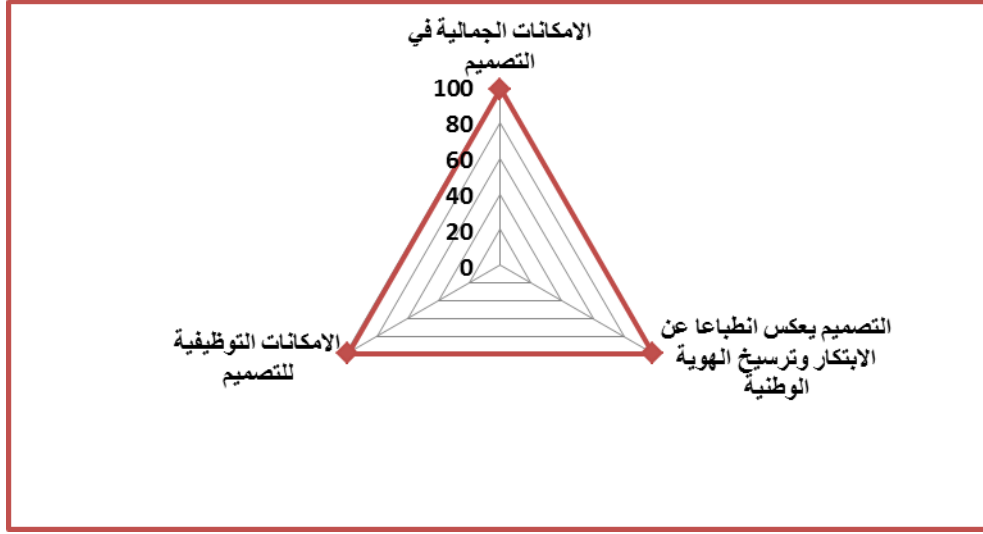 الامكانات الجمالية في
التصميم
100
80
60
40
20
0
التصميم يعكس انطباعا عن
الابتكار وترسيخ الهوية
الوطنية
الامكانات التوظيفية
للتصميم